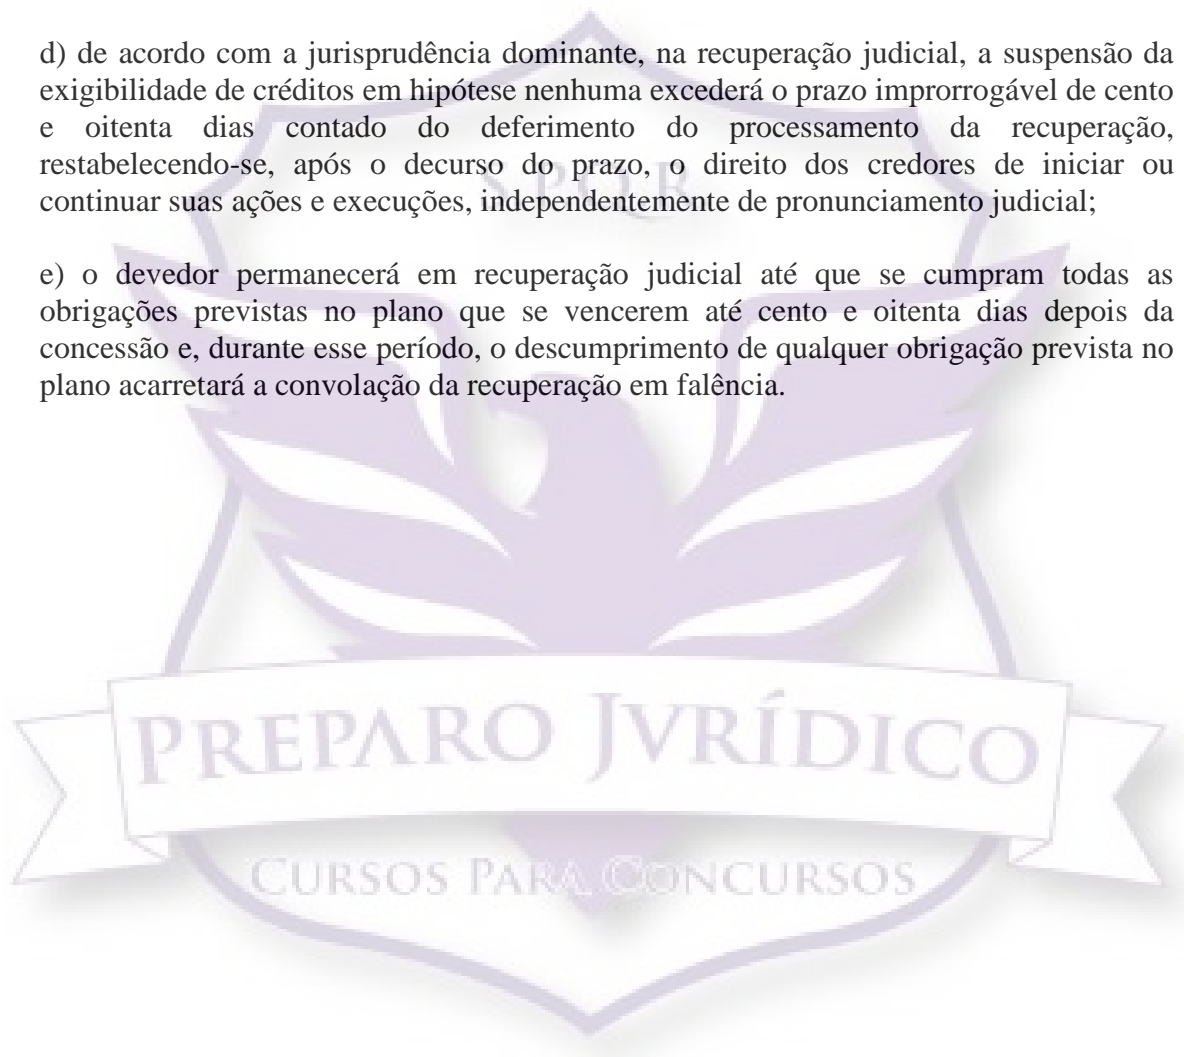 d) de acordo com a jurisprudência dominante, na recuperação judicial, a suspensão da
exigibilidade de créditos em hipótese nenhuma excederá o prazo improrrogável de cento
e oitenta dias contado do deferimento do processamento da recuperação,
restabelecendo-se, após o decurso do prazo, o direito dos credores de iniciar ou
continuar suas ações e execuções, independentemente de pronunciamento judicial;
e) o devedor permanecerá em recuperação judicial até que se cumpram todas as
obrigações previstas no plano que se vencerem até cento e oitenta dias depois da
concessão e, durante esse período, o descumprimento de qualquer obrigação prevista no
plano acarretará a convolação da recuperação em falência.
S P Q R
PREPARO JVRÍDICO
CURSOS PARA CONCURSOS